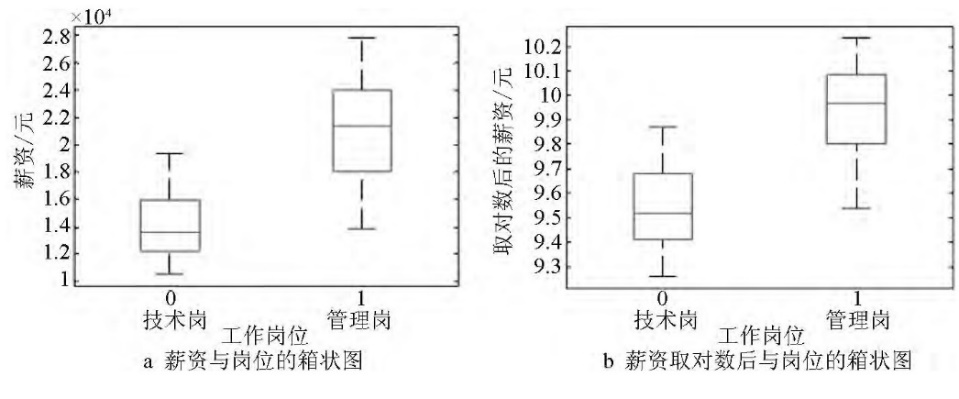 ×10⁴
2.8
2.6
2.4
2.2
2
1.8
1.6
1.4
1.2
1
薪资/元
0
1
技术岗
管理岗
工作岗位
a 薪资与岗位的箱状图
10.2
10.1
10
9.9
9.8
9.7
9.6
9.5
9.4
9.3
取对数后的薪资/元
0
1
技术岗
管理岗
工作岗位
b 薪资取对数后与岗位的箱状图